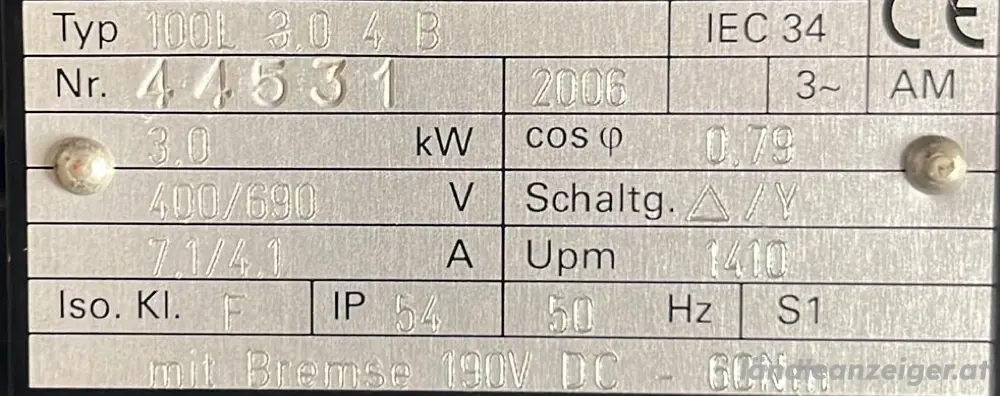 Typ 100L 3.0 4 B IEC 34 CE
Nr. 44531 2006 3~ AM
3.0 kW cos φ 0.79
400/690 V Schaltg. △/Y
7.1/4.1 A Upm 1410
Iso. Kl. F IP 54 50 Hz S1
mit Bremse 190V DC - 60Nm
ländleanzeiger.at